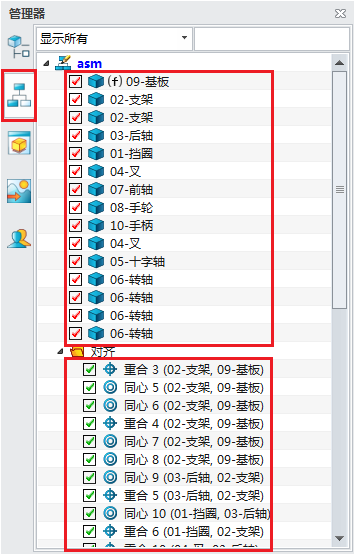 管理器
显示所有
asm
(f) 09-基板
02-支架
02-支架
03-后轴
01-挡圈
04-叉
07-前轴
08-手轮
10-手柄
04-叉
05-十字轴
06-转轴
06-转轴
06-转轴
06-转轴
对齐
重合 3 (02-支架, 09-基板)
同心 5 (02-支架, 09-基板)
同心 6 (02-支架, 09-基板)
重合 4 (02-支架, 09-基板)
同心 7 (02-支架, 09-基板)
同心 8 (02-支架, 09-基板)
同心 9 (03-后轴, 02-支架)
重合 5 (03-后轴, 02-支架)
同心 10 (01-挡圈, 03-后轴)
重合 6 (01-挡圈, 02-支架)